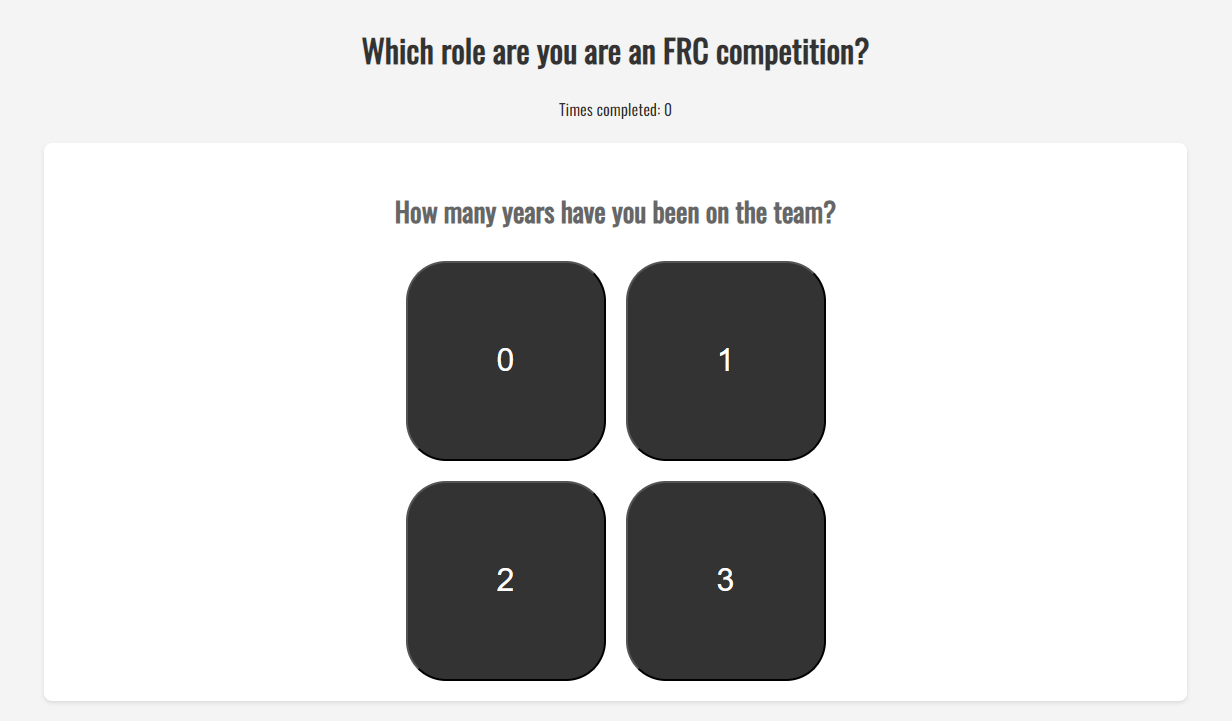 Which role are you are an FRC competition?
Times completed: 0
How many years have you been on the team?
0 1
2 3